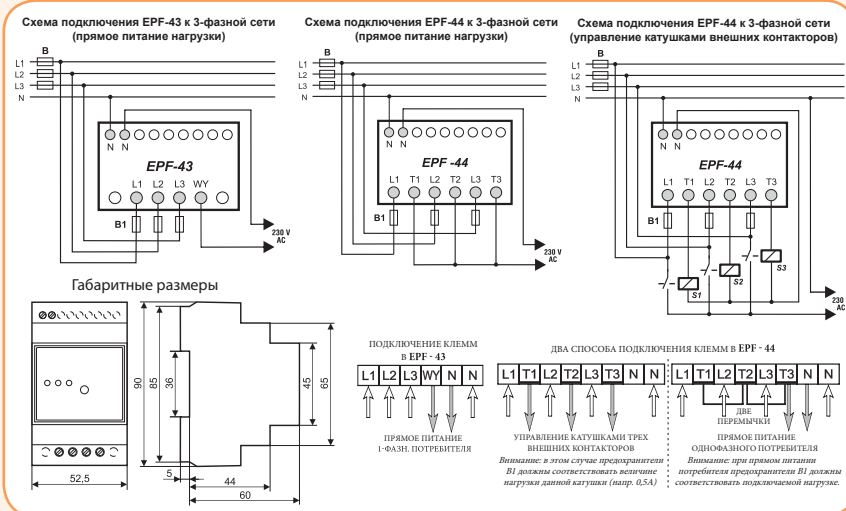 Схема подключения EPF-43 к 3-фазной сети
(прямое питание нагрузки)
B
L1
L2
L3
N
N N
EPF-43
L1 L2 L3 WY
B1
230 V
AC
Схема подключения EPF-44 к 3-фазной сети
(прямое питание нагрузки)
B
L1
L2
L3
N
N N
EPF -44
L1 T1 L2 T2 L3 T3
B1
230 V
AC
Схема подключения EPF-44 к 3-фазной сети
(управление катушками внешних контакторов)
B
L1
L2
L3
N
N N
EPF-44
L1 T1 L2 T2 L3 T3
B1
S1
S2
S3
230
AC
Габаритные размеры
90
85
36
45
65
52,5
5
44
60
ПОДКЛЮЧЕНИЕ КЛЕММ
В EPF - 43
L1 L2 L3 WY N N
ПРЯМОЕ ПИТАНИЕ
1-ФАЗН. ПОТРЕБИТЕЛЯ
ДВА СПОСОБА ПОДКЛЮЧЕНИЯ КЛЕММ В EPF - 44
L1 T1 L2 T2 L3 T3 N N
УПРАВЛЕНИЕ КАТУШКАМИ ТРЕХ
ВНЕШНИХ КОНТАКТОРОВ
Внимание: в этом случае предохранители
В1 должны соответствовать величине
нагрузки данной катушки (напр. 0,5А)
L1 T1 L2 T2 L3 T3 N N
ДВЕ
ПЕРЕМЫЧКИ
ПРЯМОЕ ПИТАНИЕ
ОДНОФАЗНОГО ПОТРЕБИТЕЛЯ
Внимание: при прямом питании
потребителя предохранители В1 должны
соответствовать подключаемой нагрузке.